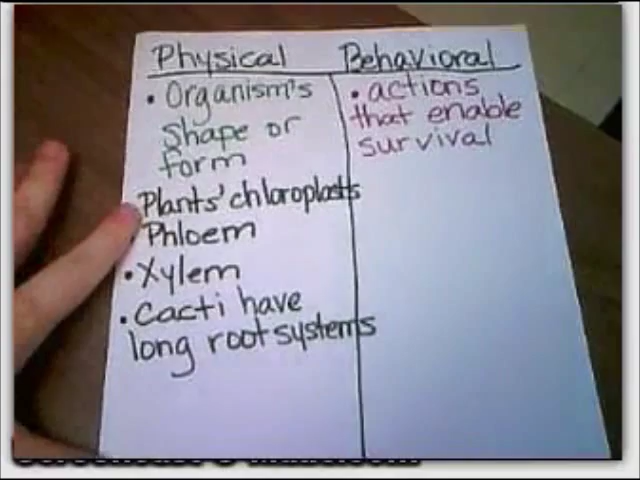 Physical
• Organism's
shape or
form
Plants' chloroplasts
• Phloem
• Xylem
• Cacti have
long root systems
Behavioral
• actions
that enable
survival